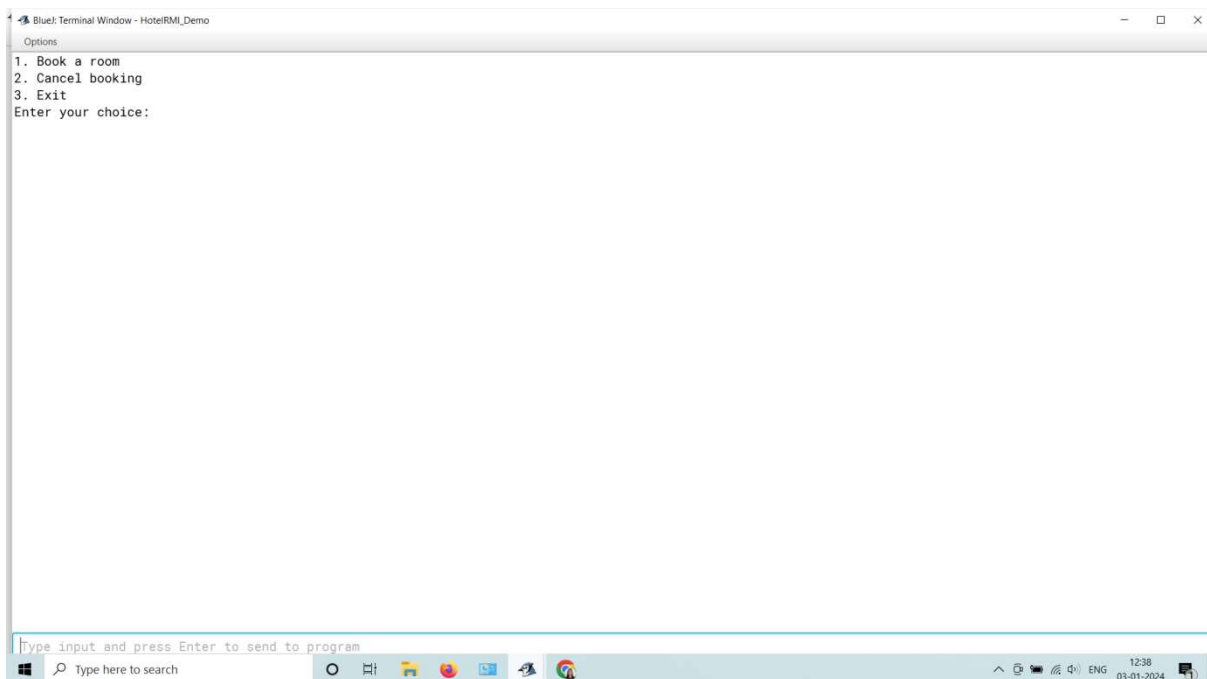 BlueJ: Terminal Window - HotelRMI_Demo
Options
1. Book a room
2. Cancel booking
3. Exit
Enter your choice:
Type input and press Enter to send to program
Type here to search
ENG
12:38
03-01-2024
1